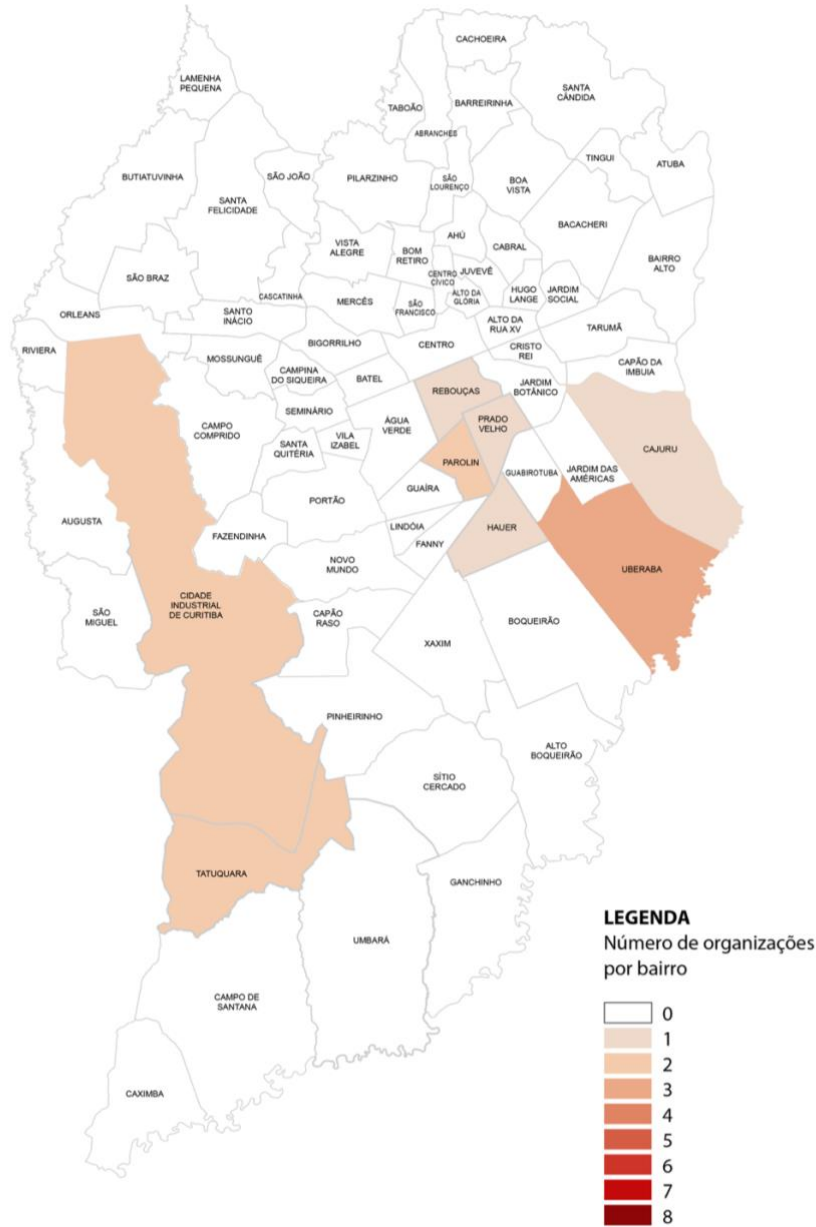 CACHOEIRA
LAMENHA
PEQUENA
SANTA
CÂNDIDA
TABOÃO
BARREIRINHA
ABRANCHES
TINGUI
ATUBA
BUTIATUVINHA
SÃO JOÃO
PILARZINHO
SÃO
LOURENÇO
BOA
VISTA
SANTA
FELICIDADE
BACACHERI
VISTA
ALEGRE
BOM
RETIRO
AHÚ
CABRAL
BAIRRO
ALTO
SÃO BRAZ
CASCATINHA
MERCÊS
SÃO
FRANCISCO
CENTRO
CÍVICO
JUVEVÊ
ALTO DA
GLÓRIA
HUGO
LANGE
JARDIM
SOCIAL
ORLEANS
SANTO
INÁCIO
ALTO DA
RUA XV
TARUMÃ
RIVIERA
MOSSUNGUÊ
BIGORRILHO
CENTRO
CRISTO
REI
CAPÃO DA
IMBUIA
CAMPINA
DO SIQUEIRA
BATEL
REBOUÇAS
JARDIM
BOTÂNICO
SEMINÁRIO
CAMPO
COMPRIDO
ÁGUA
VERDE
PRADO
VELHO
SANTA
QUITÉRIA
VILA
IZABEL
CAJURU
PAROLIN
GUABIROTUBA
JARDIM DAS
AMÉRICAS
GUAÍRA
PORTÃO
AUGUSTA
FAZENDINHA
LINDÓIA
FANNY
HAUER
NOVO
MUNDO
UBERABA
CIDADE
INDUSTRIAL
DE CURITIBA
SÃO
MIGUEL
CAPÃO
RASO
XAXIM
BOQUEIRÃO
PINHEIRINHO
ALTO
BOQUEIRÃO
SÍTIO
CERCADO
TATUQUARA
GANCHINHO
UMBARÁ
CAMPO DE
SANTANA
CAXIMBA
LEGENDA
Número de organizações
por bairro
0
1
2
3
4
5
6
7
8